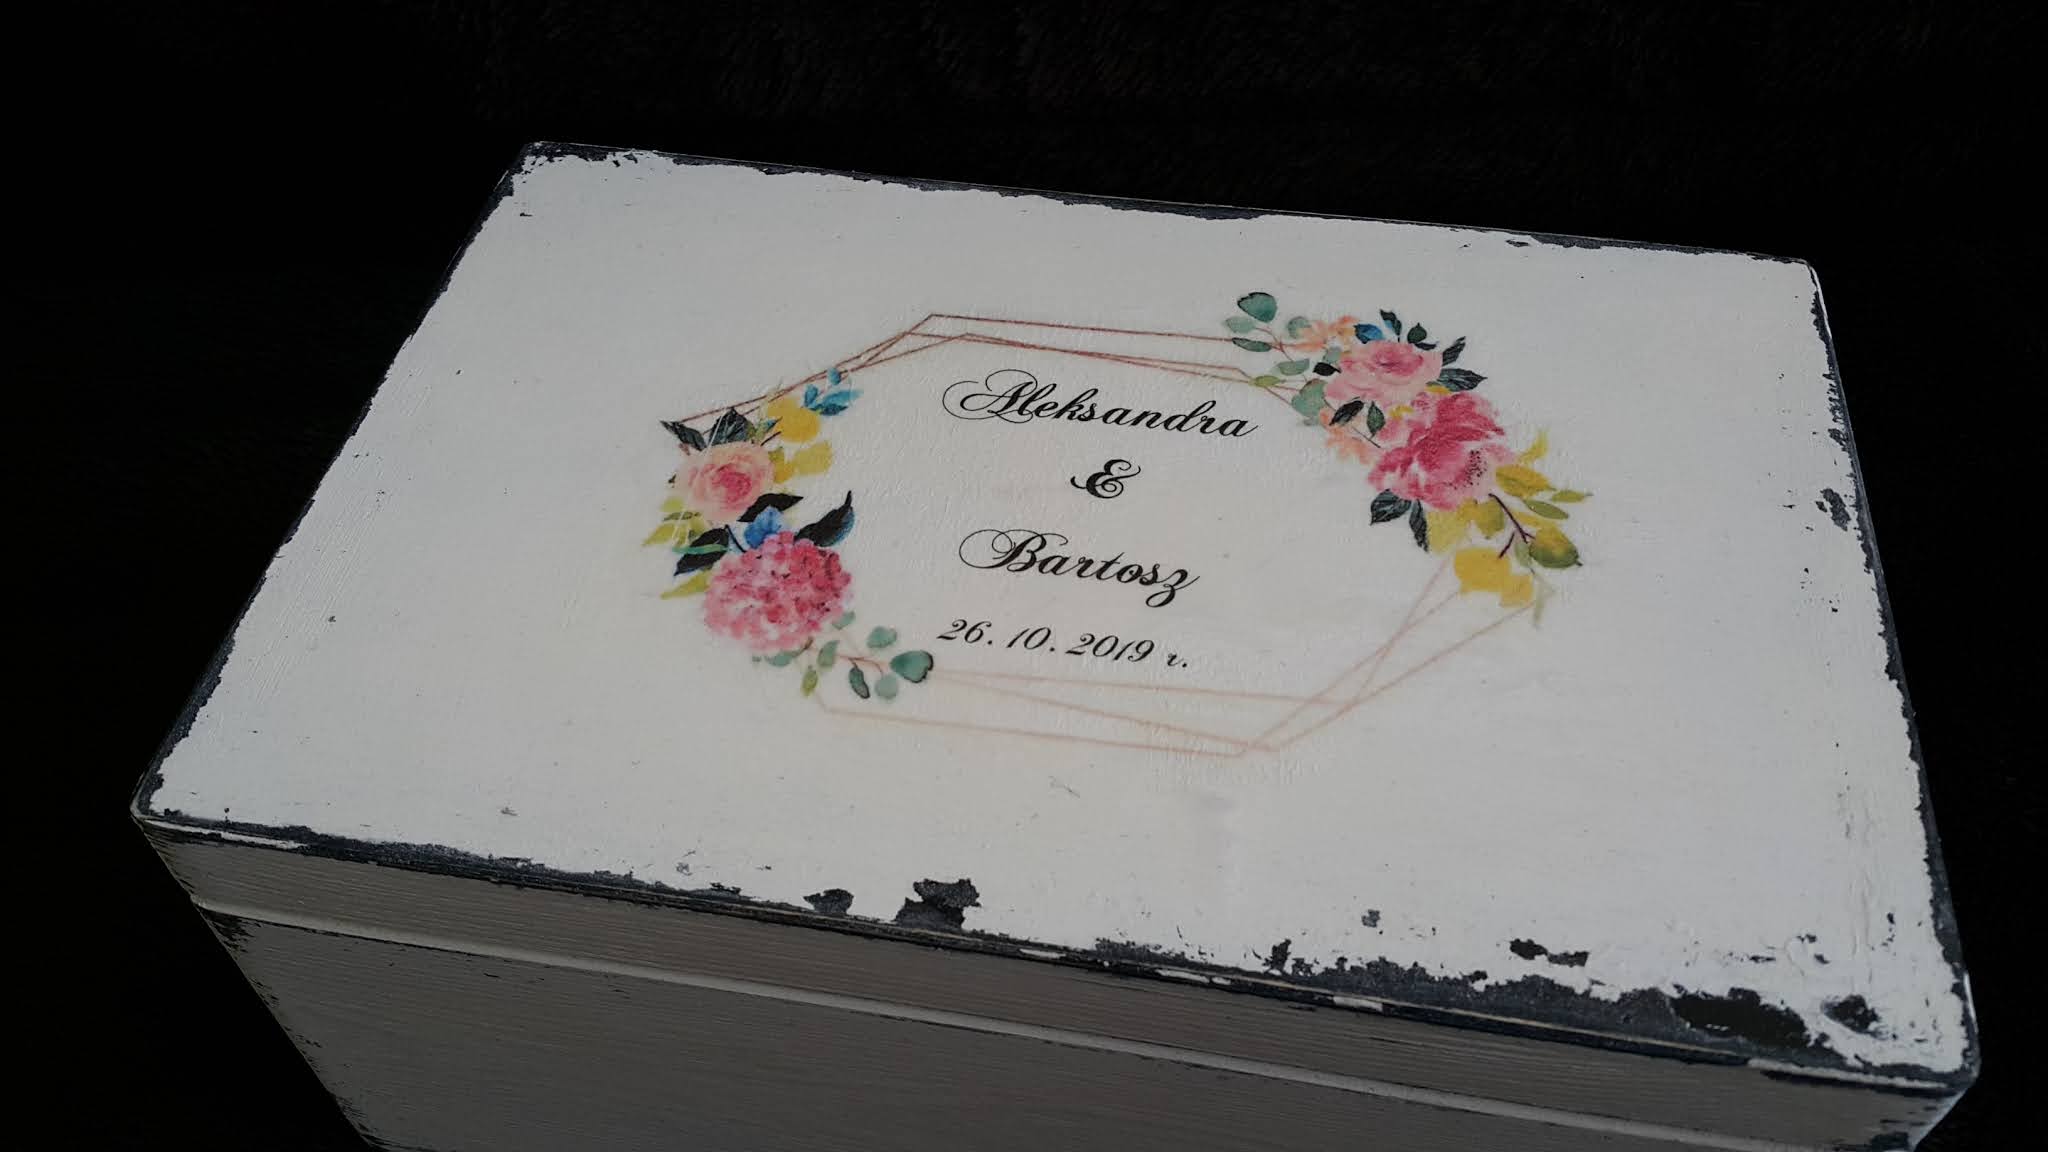 Aleksandra
&
Bartosz
26.10.2019 r.